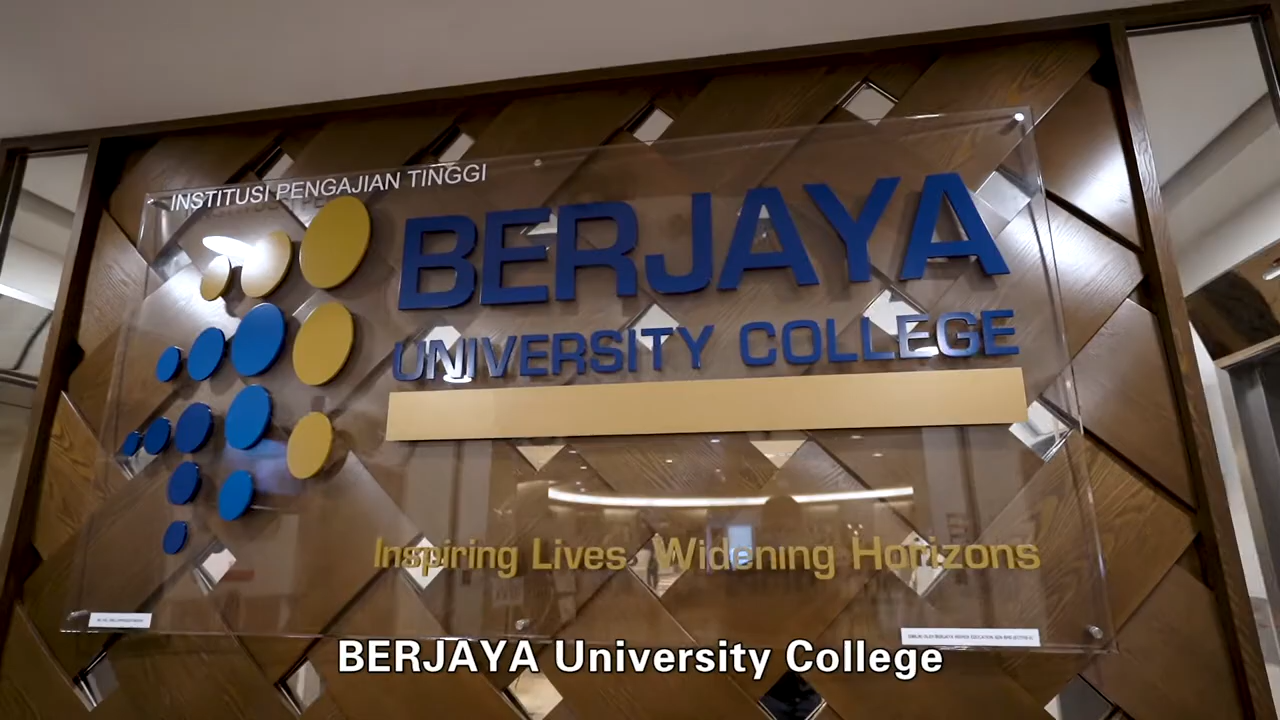 INSTITUSI PENGAJIAN TINGGI
BERJAYA
UNIVERSITY COLLEGE
Inspiring Lives, Widening Horizons
BERJAYA University College